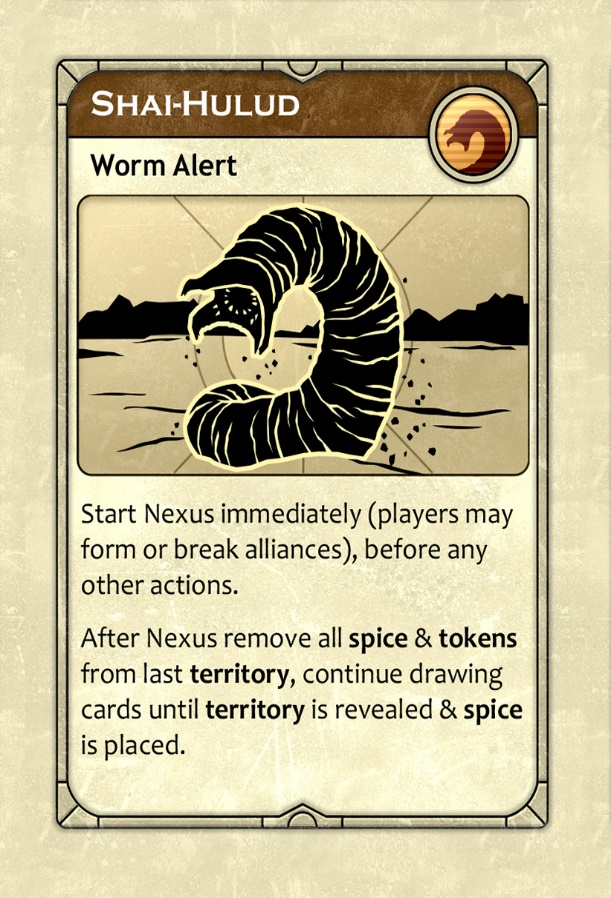 SHAI-HULUD
Worm Alert
Start Nexus immediately (players may
form or break alliances), before any
other actions.
After Nexus remove all spice & tokens
from last territory, continue drawing
cards until territory is revealed & spice
is placed.